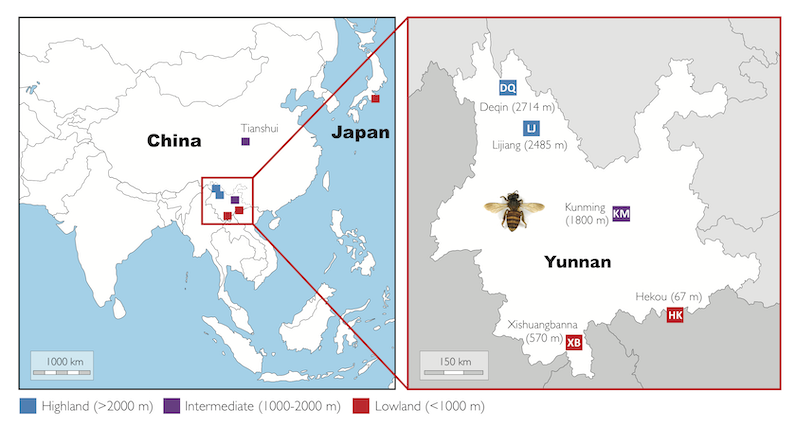 China
Tianshui
Japan
1000 km
DQ
Deqin (2714 m)
LJ
Lijiang (2485 m)
Kunming
(1800 m)
KM
Yunnan
Hekou (67 m)
HK
Xishuangbanna
(570 m)
XB
150 km
Highland (>2000 m)
Intermediate (1000-2000 m)
Lowland (<1000 m)